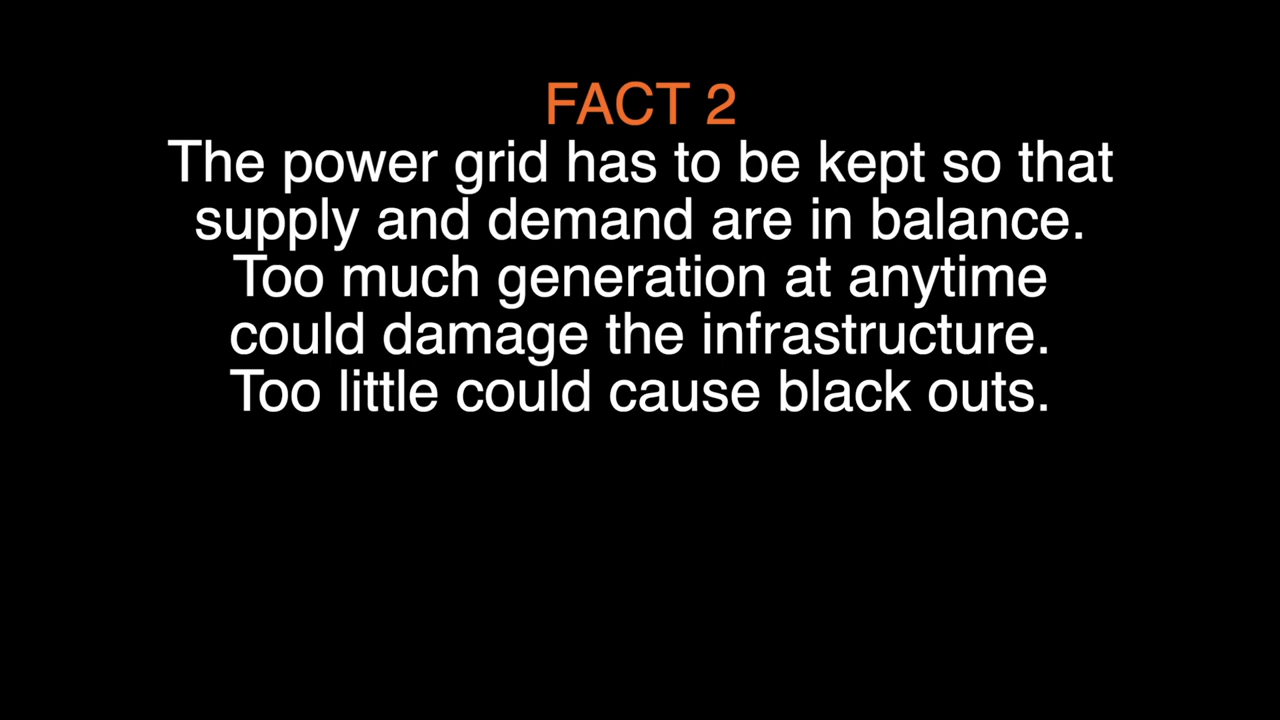 FACT 2
The power grid has to be kept so that
supply and demand are in balance.
Too much generation at anytime
could damage the infrastructure.
Too little could cause black outs.